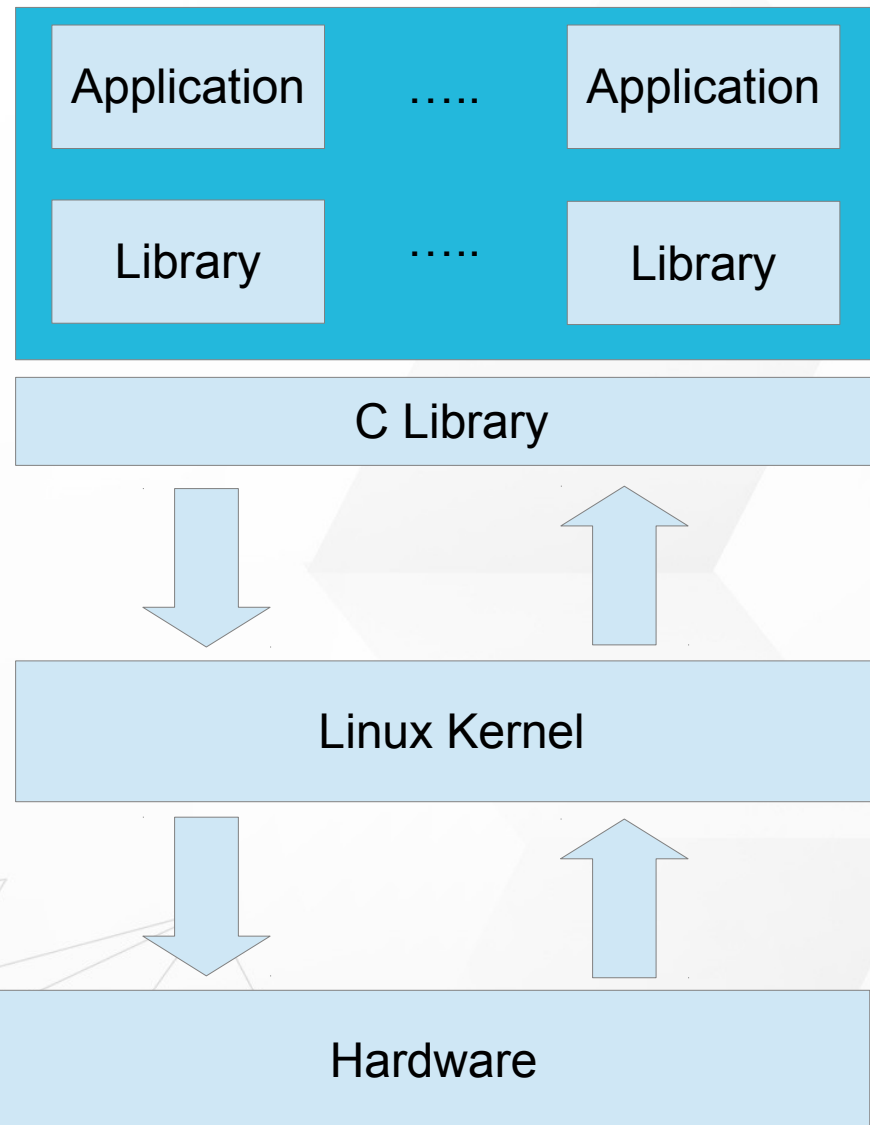 Application ..... Application
Library ..... Library
C Library
Linux Kernel
Hardware